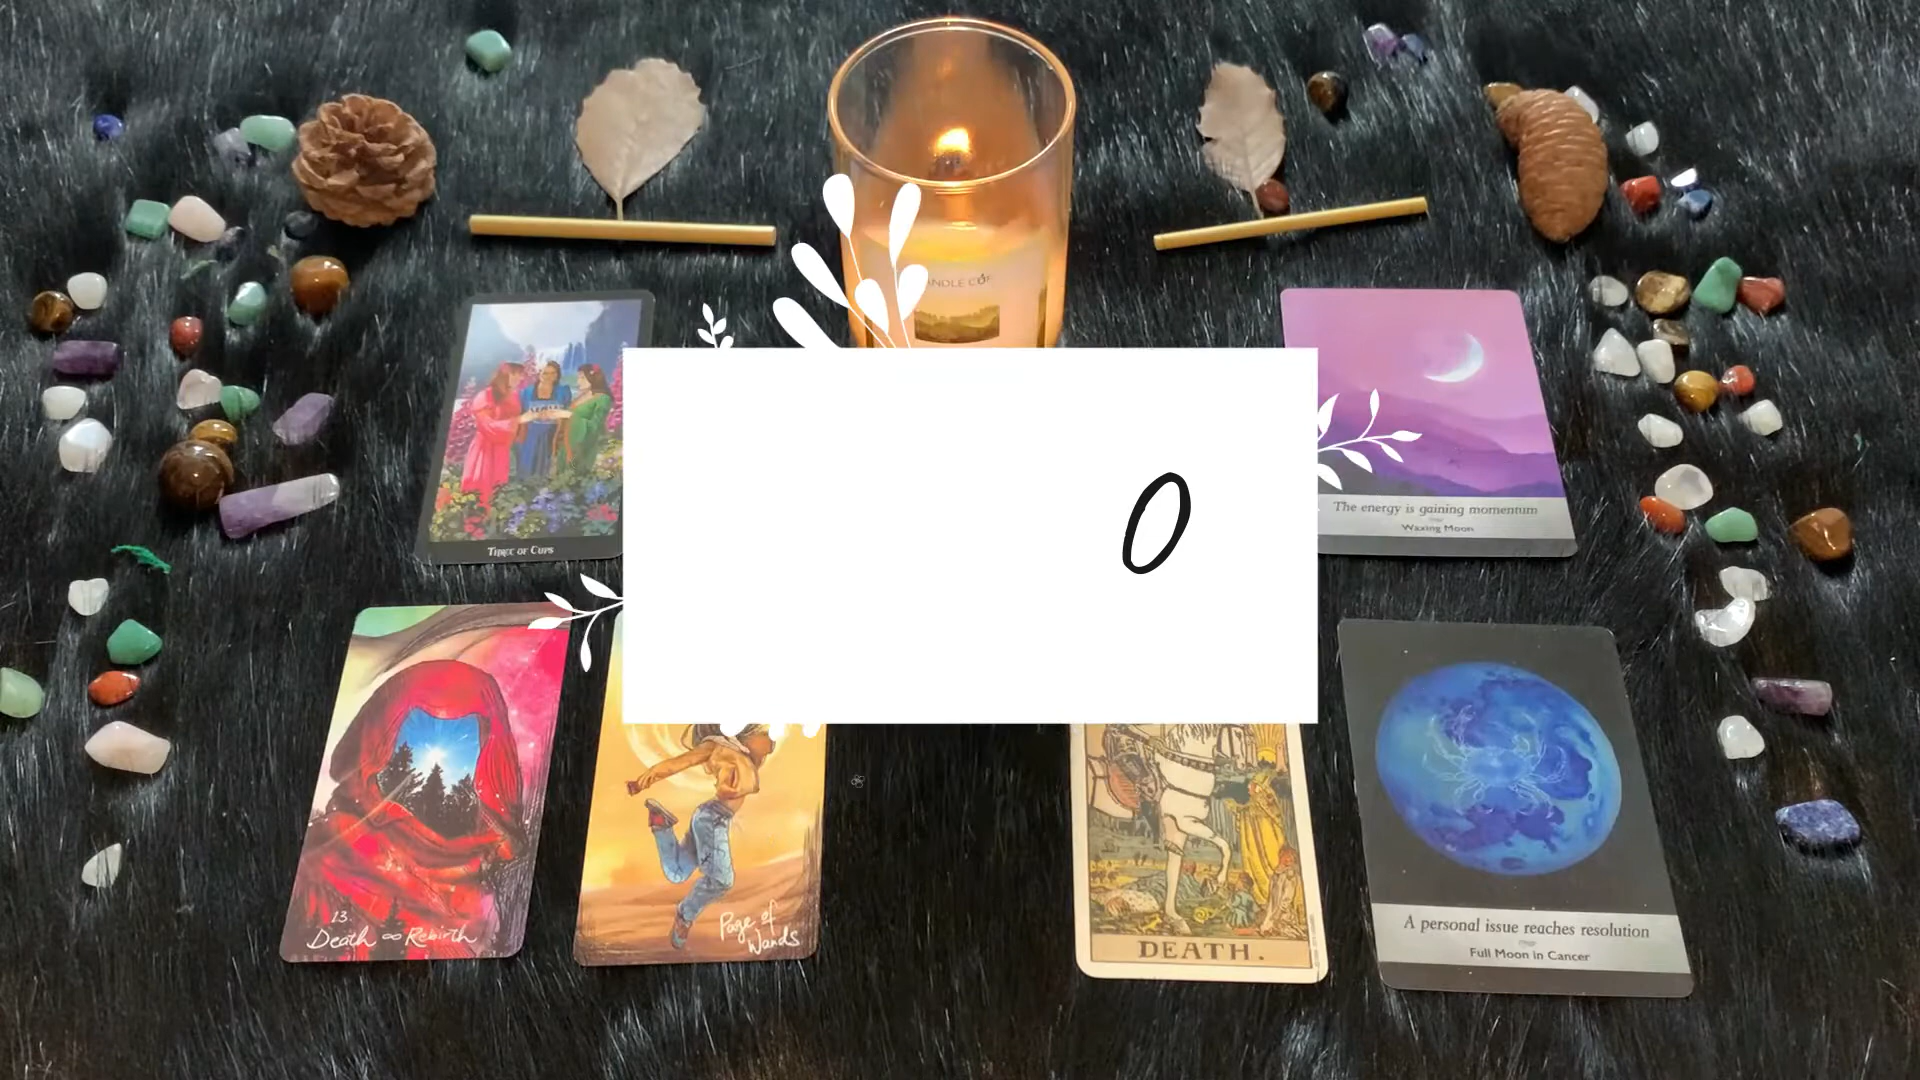 THREE OF CUPS
The energy is gaining momentum
Waxing Moon
0
13.
Death ∞ Rebirth
Page of
Wands
DEATH.
A personal issue reaches resolution
Full Moon in Cancer